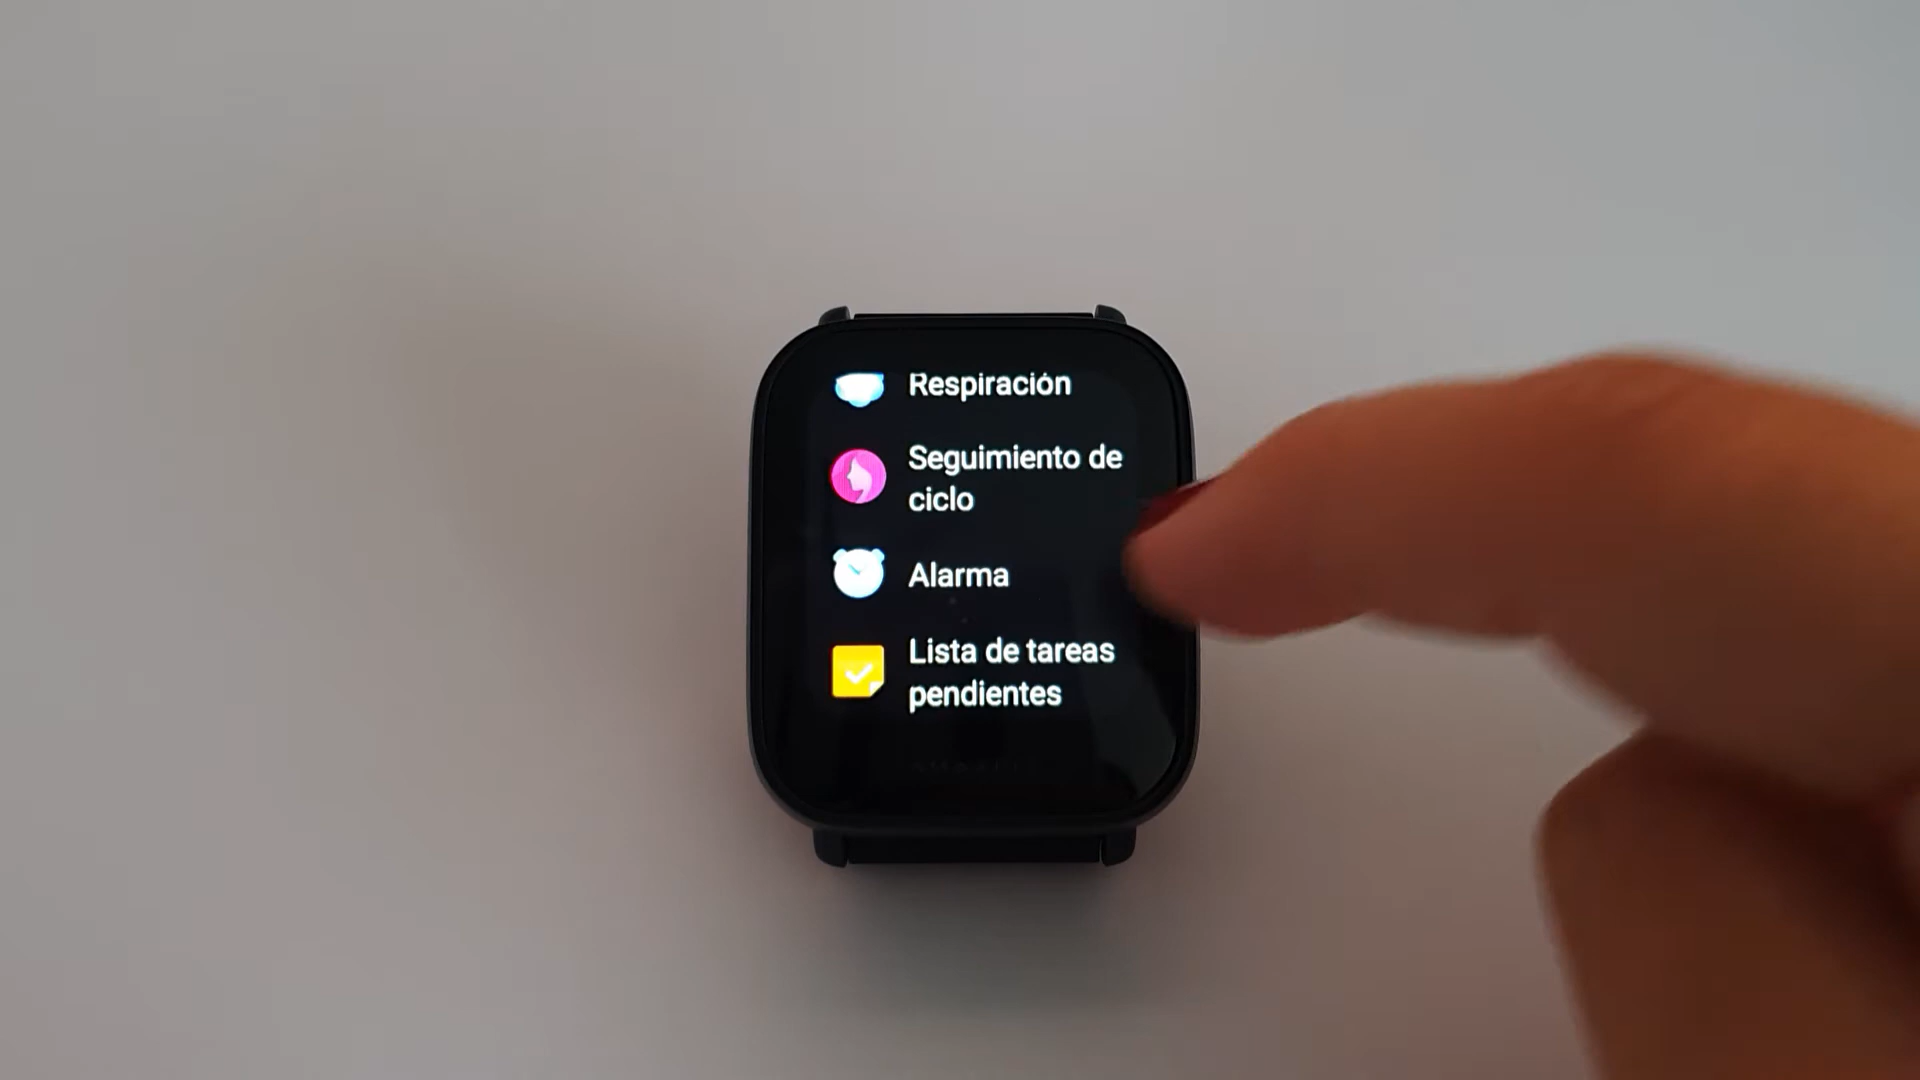 Respiración
Seguimiento de
ciclo
Alarma
Lista de tareas
pendientes